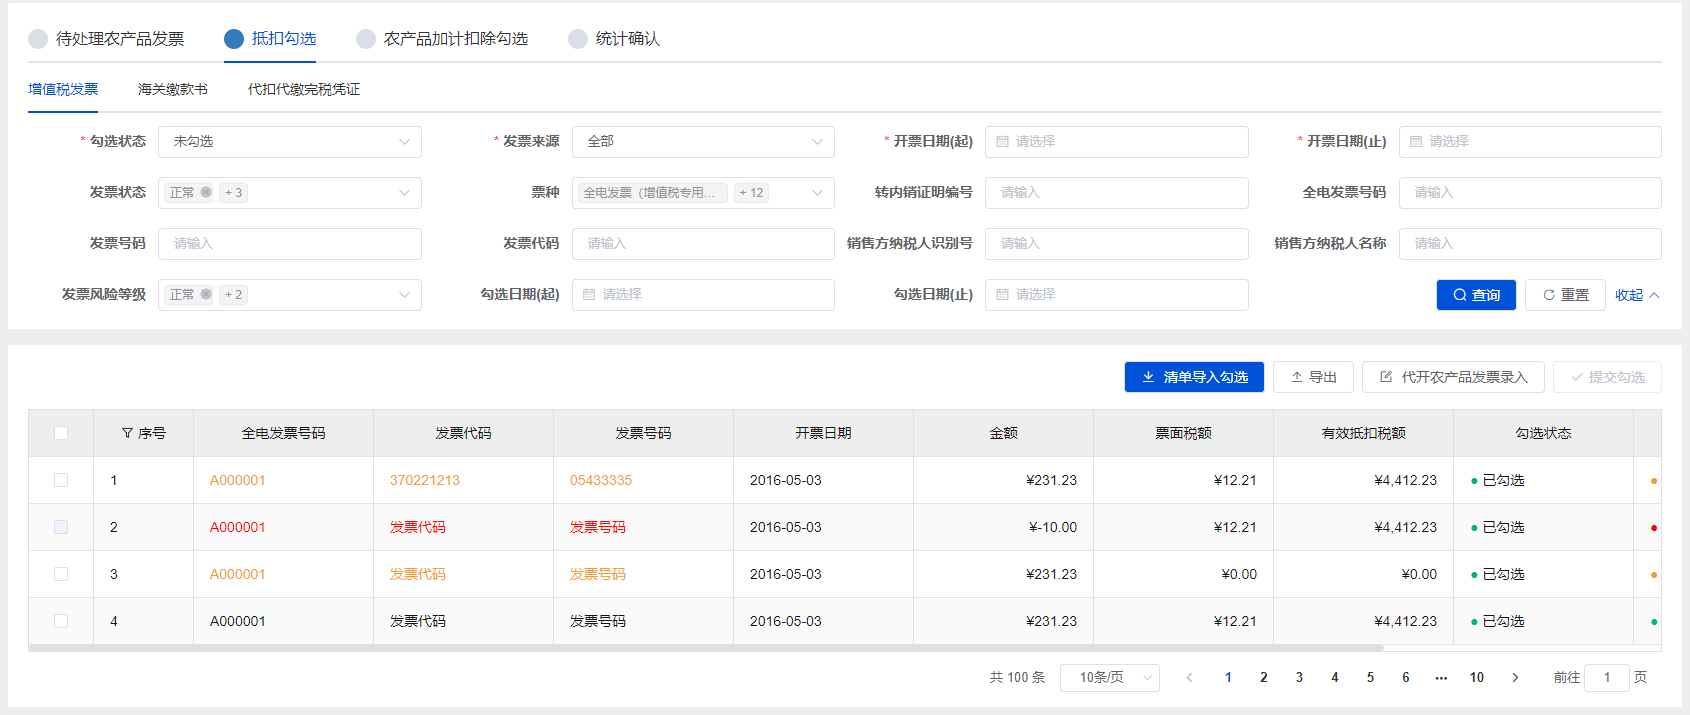 待处理农产品发票 抵扣勾选 农产品加计扣除勾选 统计确认
增值税发票 海关缴款书 代扣代缴完税凭证
* 勾选状态 未勾选 * 发票来源 全部 * 开票日期(起) 请选择 * 开票日期(止) 请选择
发票状态 正常 + 3 票种 全电发票（增值税专用... + 12 转内销证明编号 请输入 全电发票号码 请输入
发票号码 请输入 发票代码 请输入 销售方纳税人识别号 请输入 销售方纳税人名称 请输入
发票风险等级 正常 + 2 勾选日期(起) 请选择 勾选日期(止) 请选择 查询 重置 收起
清单导入勾选 导出 代开农产品发票录入 提交勾选
序号 全电发票号码 发票代码 发票号码 开票日期 金额 票面税额 有效抵扣税额 勾选状态
1 A000001 370221213 05433335 2016-05-03 ¥231.23 ¥12.21 ¥4,412.23 已勾选
2 A000001 发票代码 发票号码 2016-05-03 ¥-10.00 ¥12.21 ¥4,412.23 已勾选
3 A000001 发票代码 发票号码 2016-05-03 ¥231.23 ¥0.00 ¥0.00 已勾选
4 A000001 发票代码 发票号码 2016-05-03 ¥231.23 ¥12.21 ¥4,412.23 已勾选
共 100 条 10条/页 1 2 3 4 5 6 ••• 10 前往 1 页